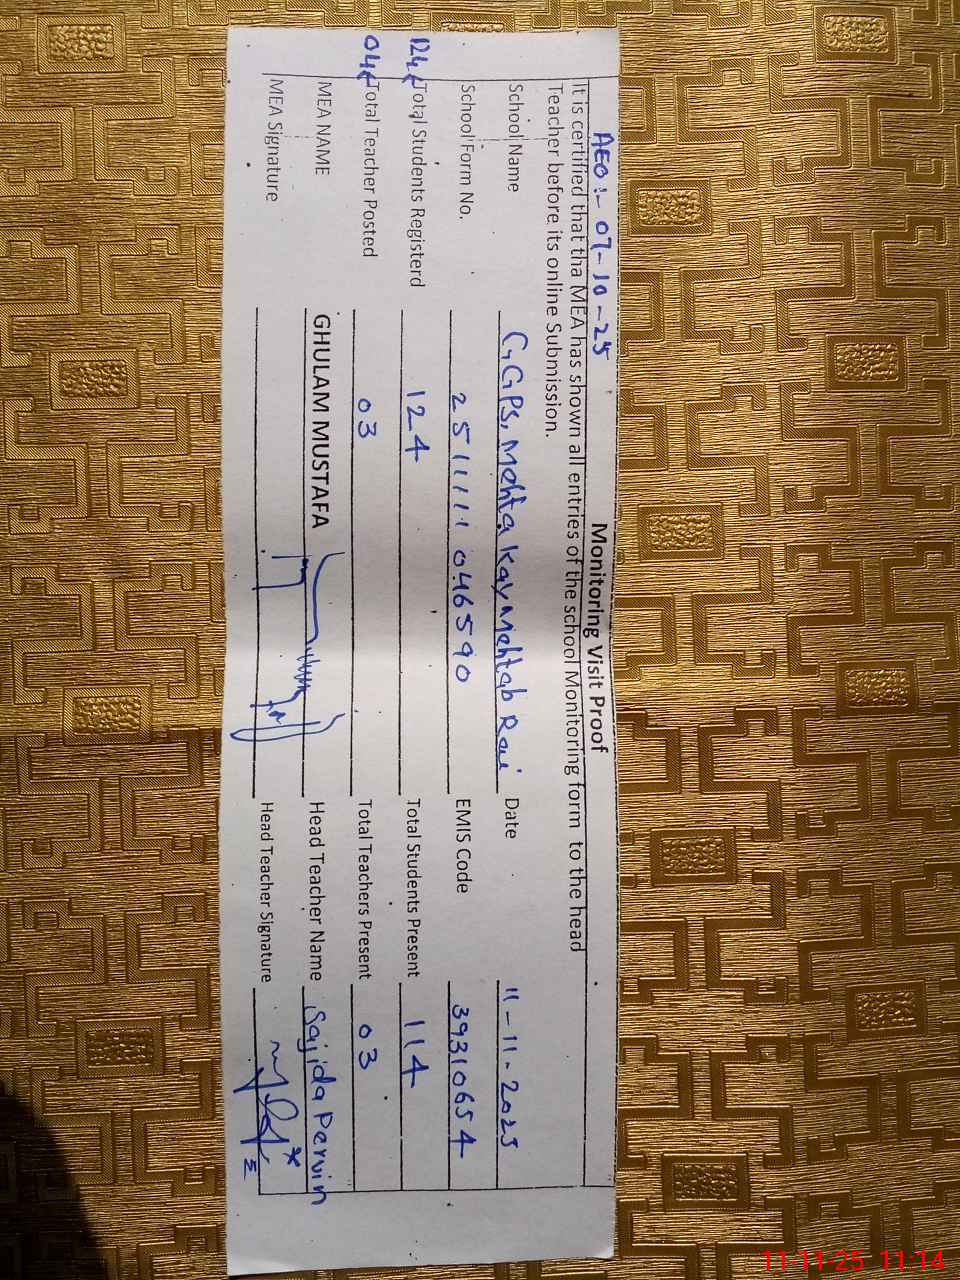 Monitoring Visit Proof
AEO:- 07-10-25
It is certified that tha MEA has shown all entries of the school Monitoring form to the head
Teacher before its online Submission.
School Name GGPS, Mehta Kay Mehtab Rai Date 11-11-2025
School Form No. 2511111 046590 EMIS Code 39310654
124 Total Students Registerd 124 Total Students Present 114
04 Total Teacher Posted 03 Total Teachers Present 03
MEA NAME GHULAM MUSTAFA Head Teacher Name Sajida Pervin
MEA Signature Head Teacher Signature
11-11-25 11:14